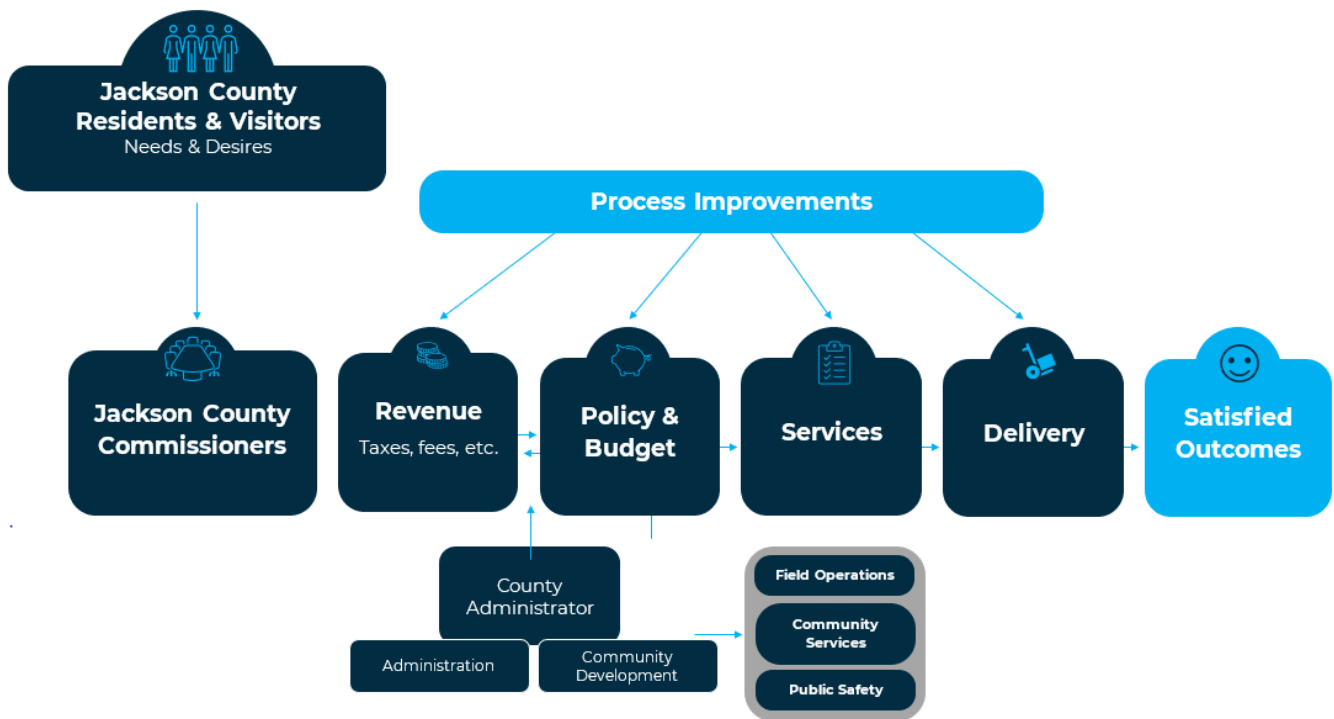 Jackson County
Residents & Visitors
Needs & Desires
Process Improvements
Jackson County
Commissioners
Revenue
Taxes, fees, etc.
Policy &
Budget
Services
Delivery
Satisfied
Outcomes
County
Administrator
Administration
Community
Development
Field Operations
Community
Services
Public Safety